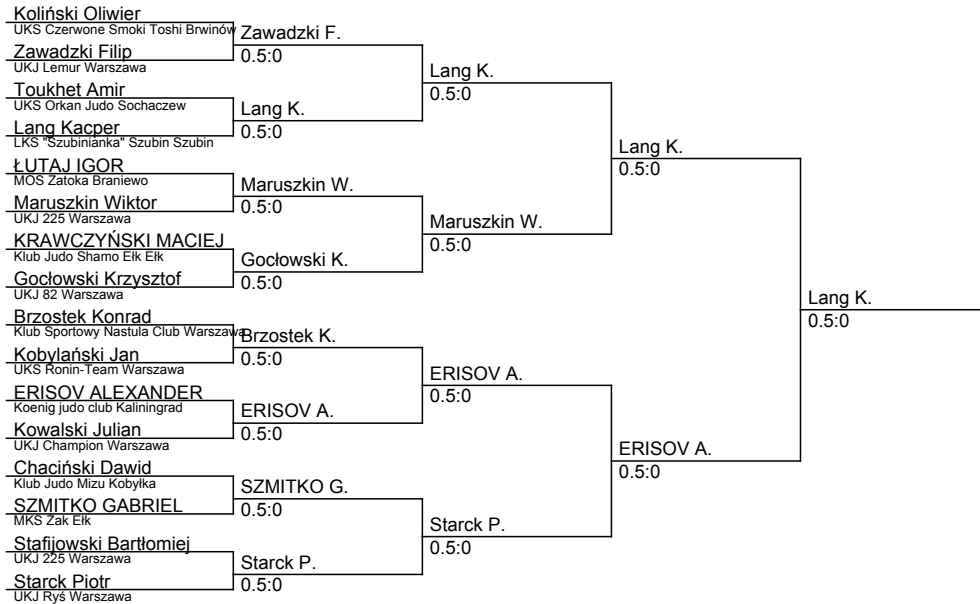 Koliński Oliwier
UKS Czerwone Smoki Toshi Brwinów
Zawadzki Filip
UKJ Lemur Warszawa
Toukhet Amir
UKS Orkan Judo Sochaczew
Lang Kacper
LKS "Szubinianka" Szubin Szubin
ŁUTAJ IGOR
MOS Zatoka Braniewo
Maruszkin Wiktor
UKJ 225 Warszawa
KRAWCZYŃSKI MACIEJ
Klub Judo Shamo Ełk Ełk
Gocłowski Krzysztof
UKJ 82 Warszawa
Brzostek Konrad
Klub Sportowy Nastula Club Warszawa
Kobylański Jan
UKS Ronin-Team Warszawa
ERISOV ALEXANDER
Koenig judo club Kaliningrad
Kowalski Julian
UKJ Champion Warszawa
Chaciński Dawid
Klub Judo Mizu Kobyłka
SZMITKO GABRIEL
MKS Żak Ełk
Stafijowski Bartłomiej
UKJ 225 Warszawa
Starck Piotr
UKJ Ryś Warszawa
Zawadzki F.
0.5:0
Lang K.
0.5:0
Maruszkin W.
0.5:0
Gocłowski K.
0.5:0
Brzostek K.
0.5:0
ERISOV A.
0.5:0
SZMITKO G.
0.5:0
Starck P.
0.5:0
Lang K.
0.5:0
Maruszkin W.
0.5:0
ERISOV A.
0.5:0
Starck P.
0.5:0
Lang K.
0.5:0
ERISOV A.
0.5:0
Lang K.
0.5:0